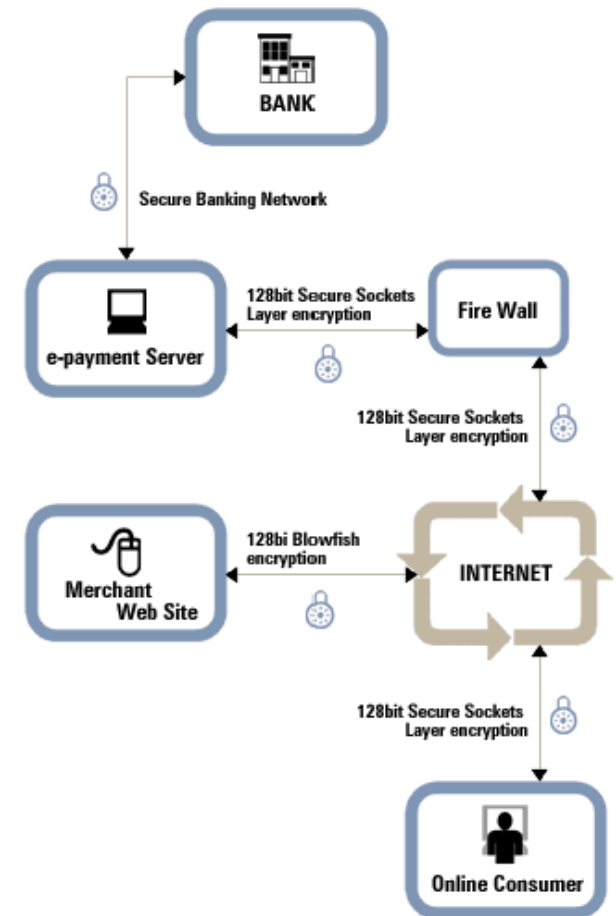 BANK
Secure Banking Network
128bit Secure Sockets
Layer encryption
Fire Wall
e-payment Server
128bit Secure Sockets
Layer encryption
128bi Blowfish
encryption
INTERNET
Merchant
Web Site
128bit Secure Sockets
Layer encryption
Online Consumer